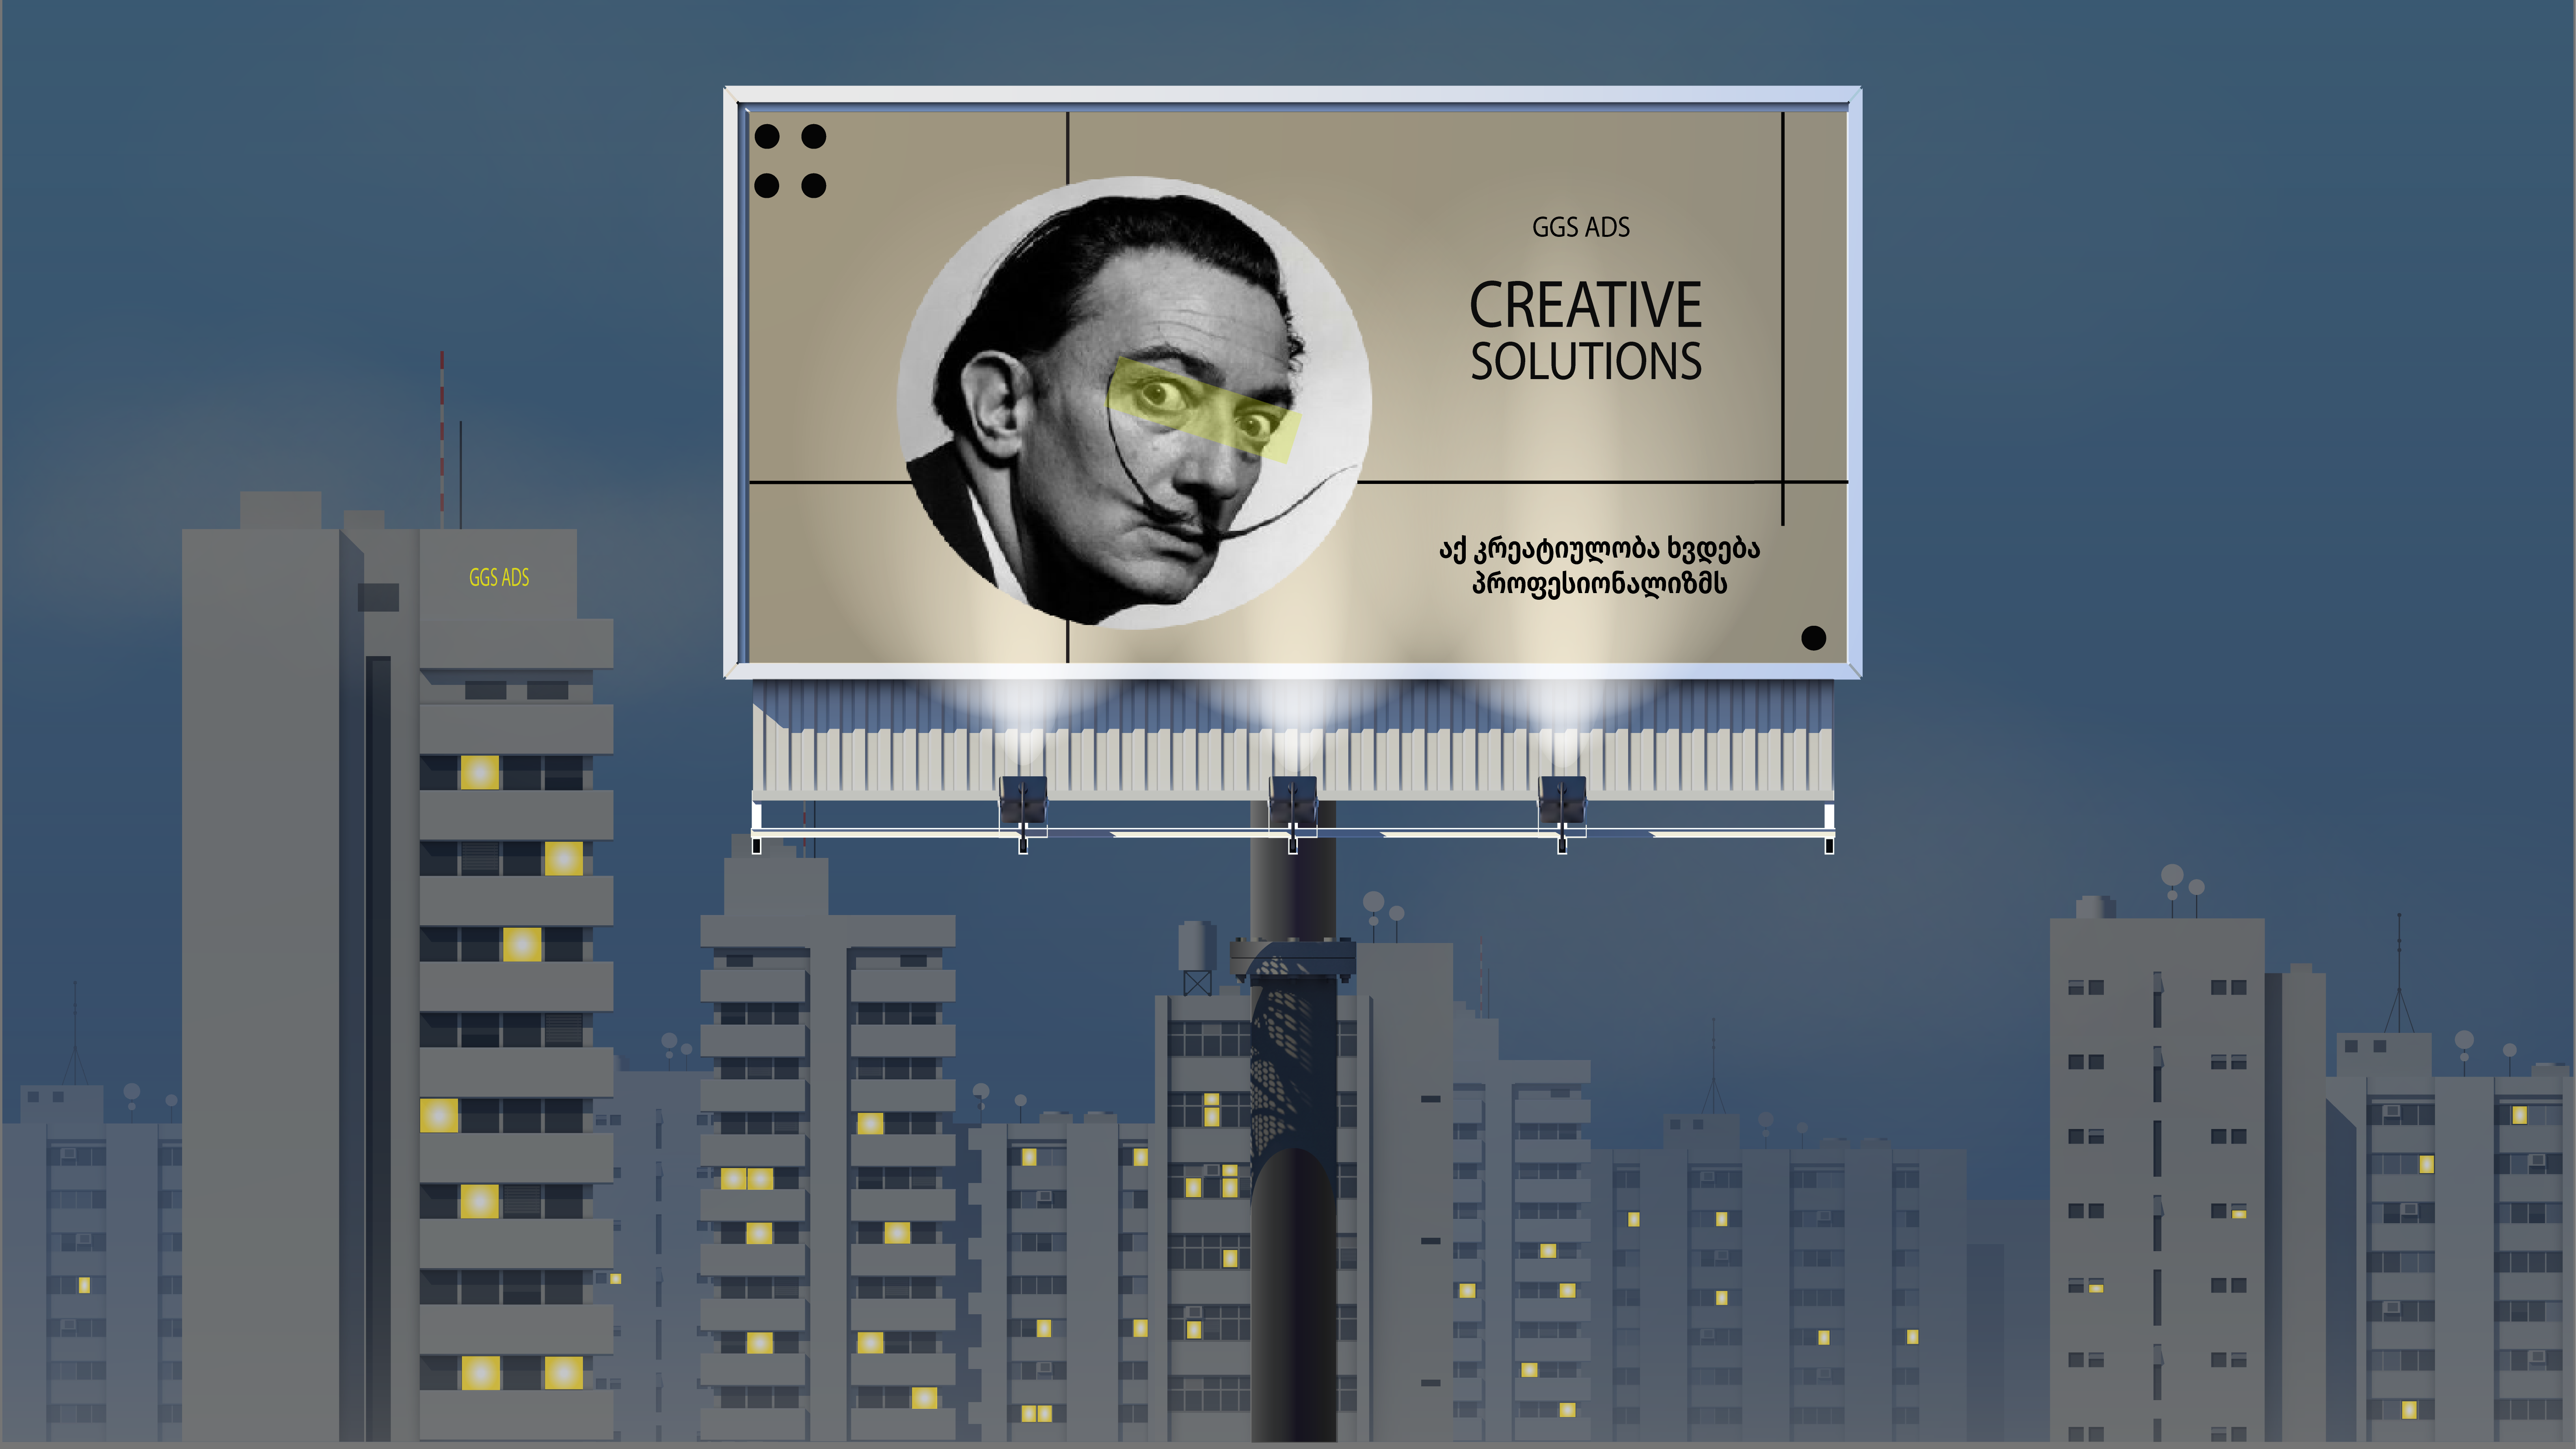 GGS ADS
CREATIVE
SOLUTIONS
აქ კრეატიულობა ხვდება
პროფესიონალიზმს
GGS ADS